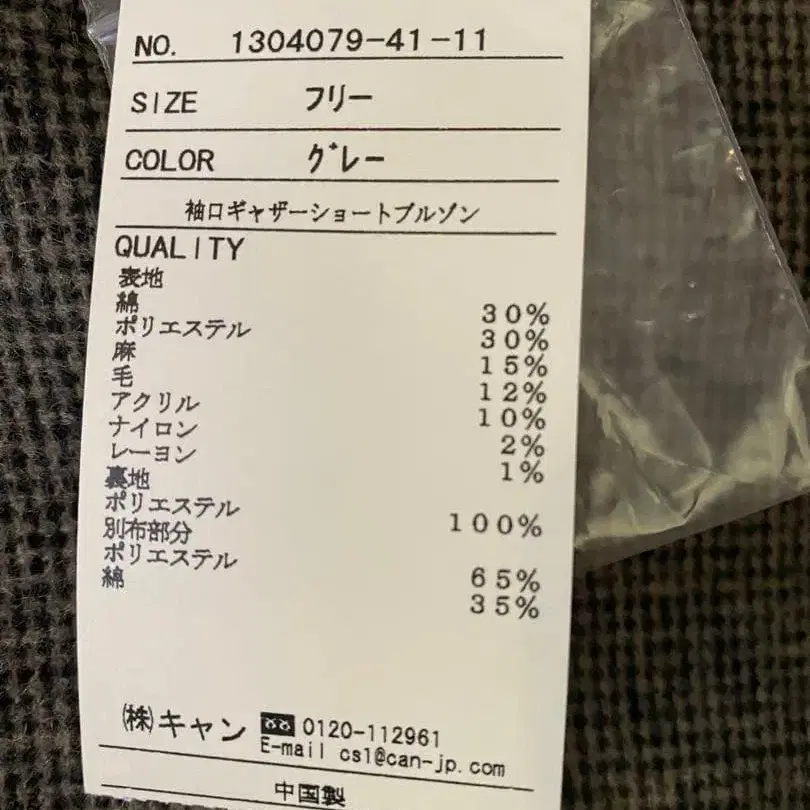 NO. 1304079-41-11
SIZE フリー
COLOR グレー
袖口ギャザーショートブルゾン
QUALITY
表地
綿 30%
ポリエステル 30%
麻 15%
毛 12%
アクリル 10%
ナイロン 2%
レーヨン 1%
裏地
ポリエステル 100%
別布部分
ポリエステル 65%
綿 35%
㈱キャン 0120-112961
E-mail cs1@can-jp.com
中国製